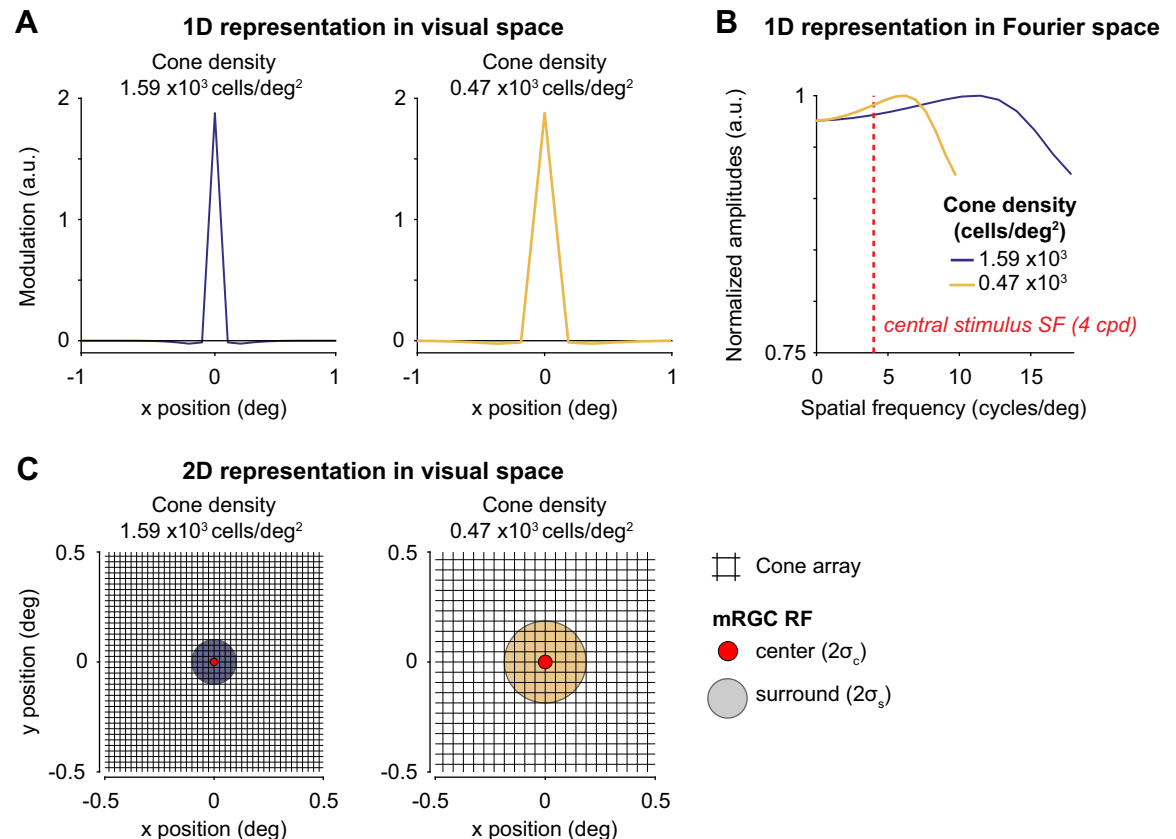 A
1D representation in visual space
Cone density
1.59 x10³ cells/deg²
Cone density
0.47 x10³ cells/deg²
Modulation (a.u.)
2
1
0
-1
0
1
x position (deg)
2
1
0
-1
0
1
x position (deg)
B
1D representation in Fourier space
Normalized amplitudes (a.u.)
1
0.75
Cone density
(cells/deg²)
1.59 x10³
0.47 x10³
central stimulus SF (4 cpd)
0
5
10
15
Spatial frequency (cycles/deg)
C
2D representation in visual space
Cone density
1.59 x10³ cells/deg²
Cone density
0.47 x10³ cells/deg²
y position (deg)
0.5
0
-0.5
-0.5
0
0.5
x position (deg)
0.5
0
-0.5
-0.5
0
0.5
x position (deg)
Cone array
mRGC RF
center (2σc)
surround (2σs)